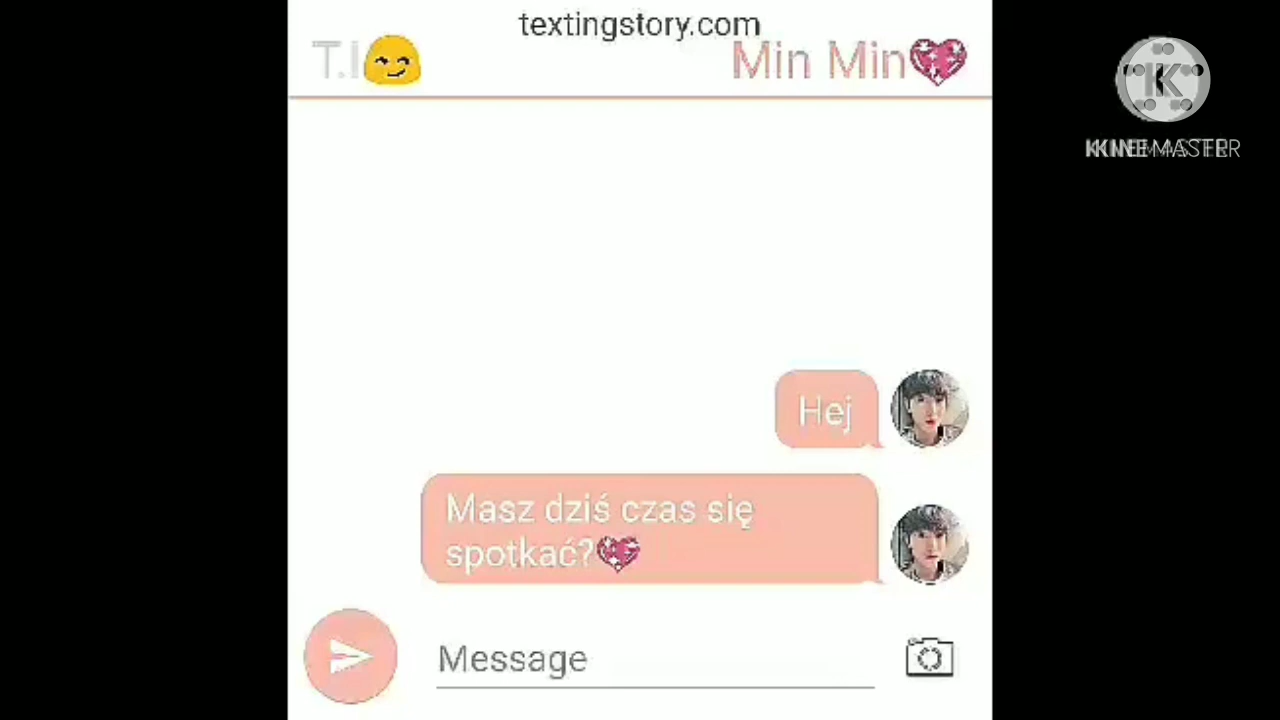 textingstory.com
T.I😏 Min Min💖
KINEMASTER
Hej
Masz dziś czas się
spotkać?💖
Message